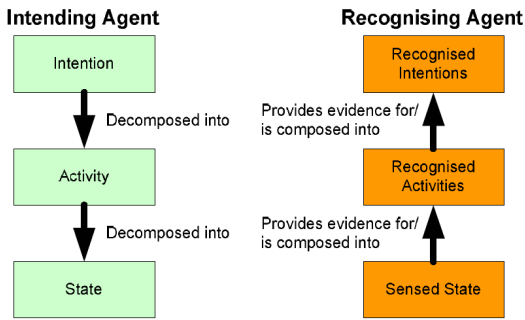 Intending Agent
Recognising Agent
Intention
Recognised
Intentions
Decomposed into
Provides evidence for/
is composed into
Activity
Recognised
Activities
Decomposed into
Provides evidence for/
is composed into
State
Sensed State